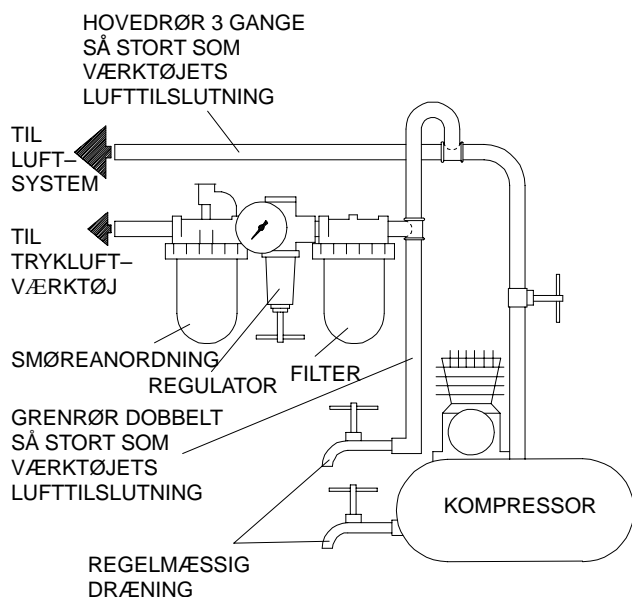 HOVEDRØR 3 GANGE
SÅ STORT SOM
VÆRKTØJETS
LUFTTILSLUTNING
TIL
LUFT–
SYSTEM
TIL
TRYKLUFT–
VÆRKTØJ
SMØREANORDNING
REGULATOR
FILTER
GRENRØR DOBBELT
SÅ STORT SOM
VÆRKTØJETS
LUFTTILSLUTNING
KOMPRESSOR
REGELMÆSSIG
DRÆNING